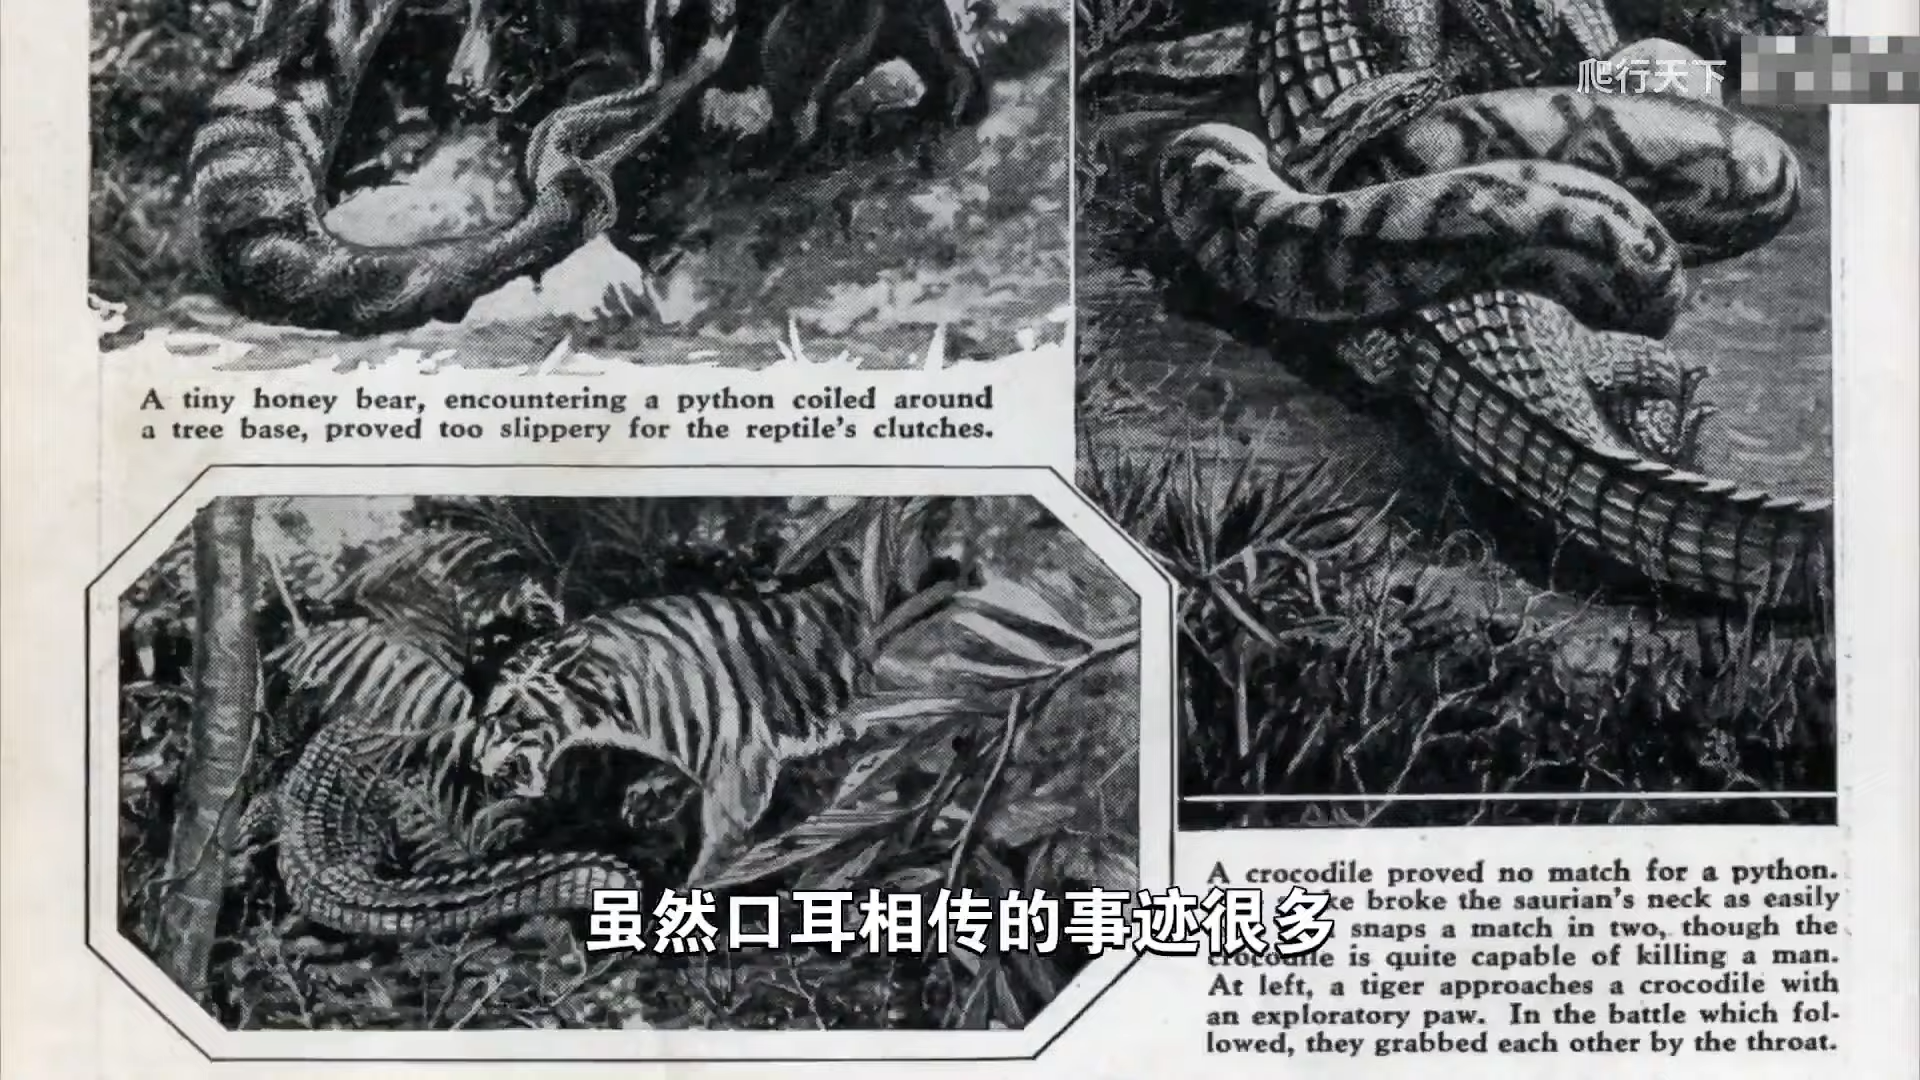 爬行天下
A tiny honey bear, encountering a python coiled around
a tree base, proved too slippery for the reptile's clutches.
A crocodile proved no match for a python.
broke the saurian's neck as easily
snaps a match in two, though the
crocodile is quite capable of killing a man.
At left, a tiger approaches a crocodile with
an exploratory paw. In the battle which fol-
lowed, they grabbed each other by the throat.
虽然口耳相传的事迹很多